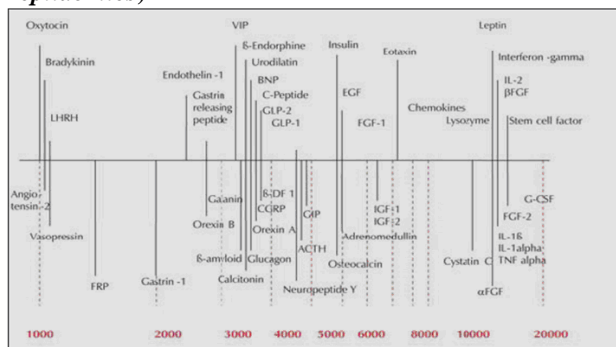 Oxytocin VIP Leptin
Bradykinin ß-Endorphine Insulin Eotaxin Interferon -gamma
Urodilatin
Endothelin -1 BNP EGF IL-2
Gastrin releasing peptide C-Peptide Chemokines βFGF
GLP-2
LHRH GLP-1 FGF-1 Lysozyme Stem cell factor
Angio
tensin-2 Galanin ß-DF 1 GIP IGF-1 G-CSF
Orexin B CGRP IGF 2 FGF-2
Vasopressin Orexin A Adrenomedullin IL-1ß
ACTH IL-1alpha
FRP Gastrin -1 ß-amyloid Glucagon Osteocalcin Cystatin C TNF alpha
Calcitonin
Neuropeptide Y αFGF
1000 2000 3000 4000 5000 6000 8000 10000 20000